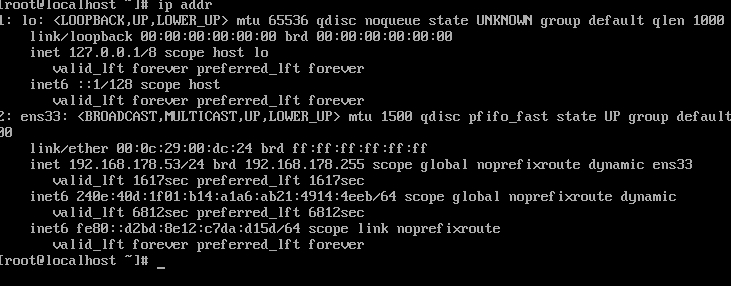 [root@localhost ~]# ip addr
1: lo: <LOOPBACK,UP,LOWER_UP> mtu 65536 qdisc noqueue state UNKNOWN group default qlen 1000
link/loopback 00:00:00:00:00:00 brd 00:00:00:00:00:00
inet 127.0.0.1/8 scope host lo
valid_lft forever preferred_lft forever
inet6 ::1/128 scope host
valid_lft forever preferred_lft forever
2: ens33: <BROADCAST,MULTICAST,UP,LOWER_UP> mtu 1500 qdisc pfifo_fast state UP group default
00
link/ether 00:0c:29:00:dc:24 brd ff:ff:ff:ff:ff:ff
inet 192.168.178.53/24 brd 192.168.178.255 scope global noprefixroute dynamic ens33
valid_lft 1617sec preferred_lft 1617sec
inet6 240e:40d:1f01:b14:a1a6:ab21:4914:4eeb/64 scope global noprefixroute dynamic
valid_lft 6812sec preferred_lft 6812sec
inet6 fe80::d2bd:8e12:c7da:d15d/64 scope link noprefixroute
valid_lft forever preferred_lft forever
[root@localhost ~]# _